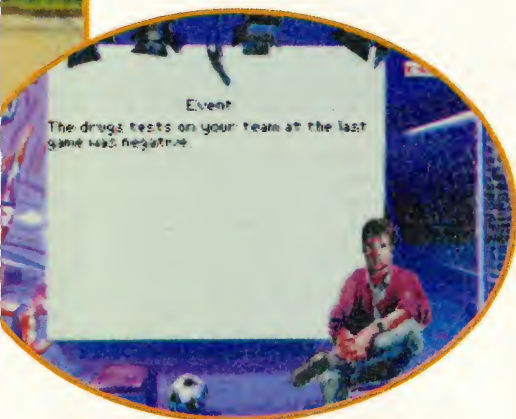 Event
The drugs tests on your team at the last
game was negative.